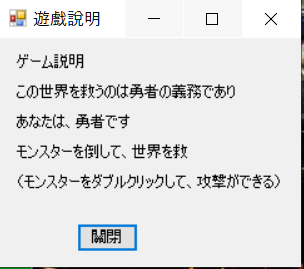 遊戲說明
ゲーム説明
この世界を救うのは勇者の義務であり
あなたは、勇者です
モンスターを倒して、世界を救
（モンスターをダブルクリックして、攻撃ができる）
關閉